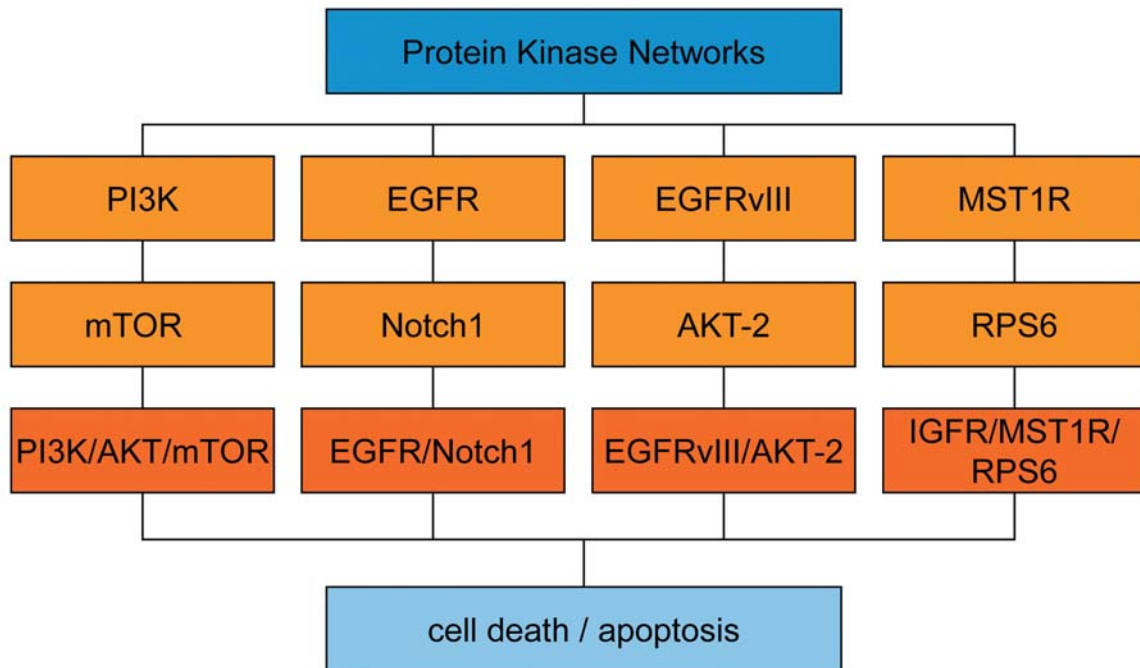 Protein Kinase Networks
PI3K
EGFR
EGFRvIII
MST1R
mTOR
Notch1
AKT-2
RPS6
PI3K/AKT/mTOR
EGFR/Notch1
EGFRvIII/AKT-2
IGFR/MST1R/
RPS6
cell death / apoptosis